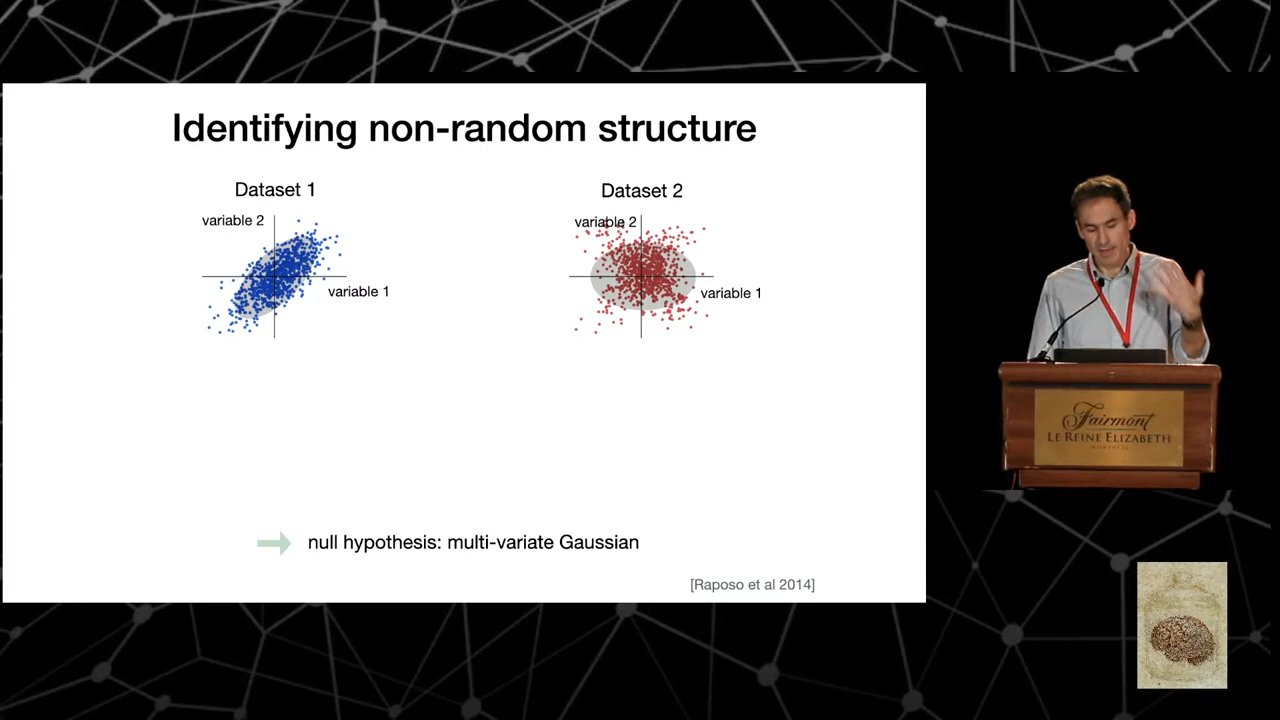 Identifying non-random structure
Dataset 1
variable 2
variable 1
Dataset 2
variable 2
variable 1
null hypothesis: multi-variate Gaussian
[Raposo et al 2014]
Fairmont
LE REINE ELIZABETH
MONTRÉAL